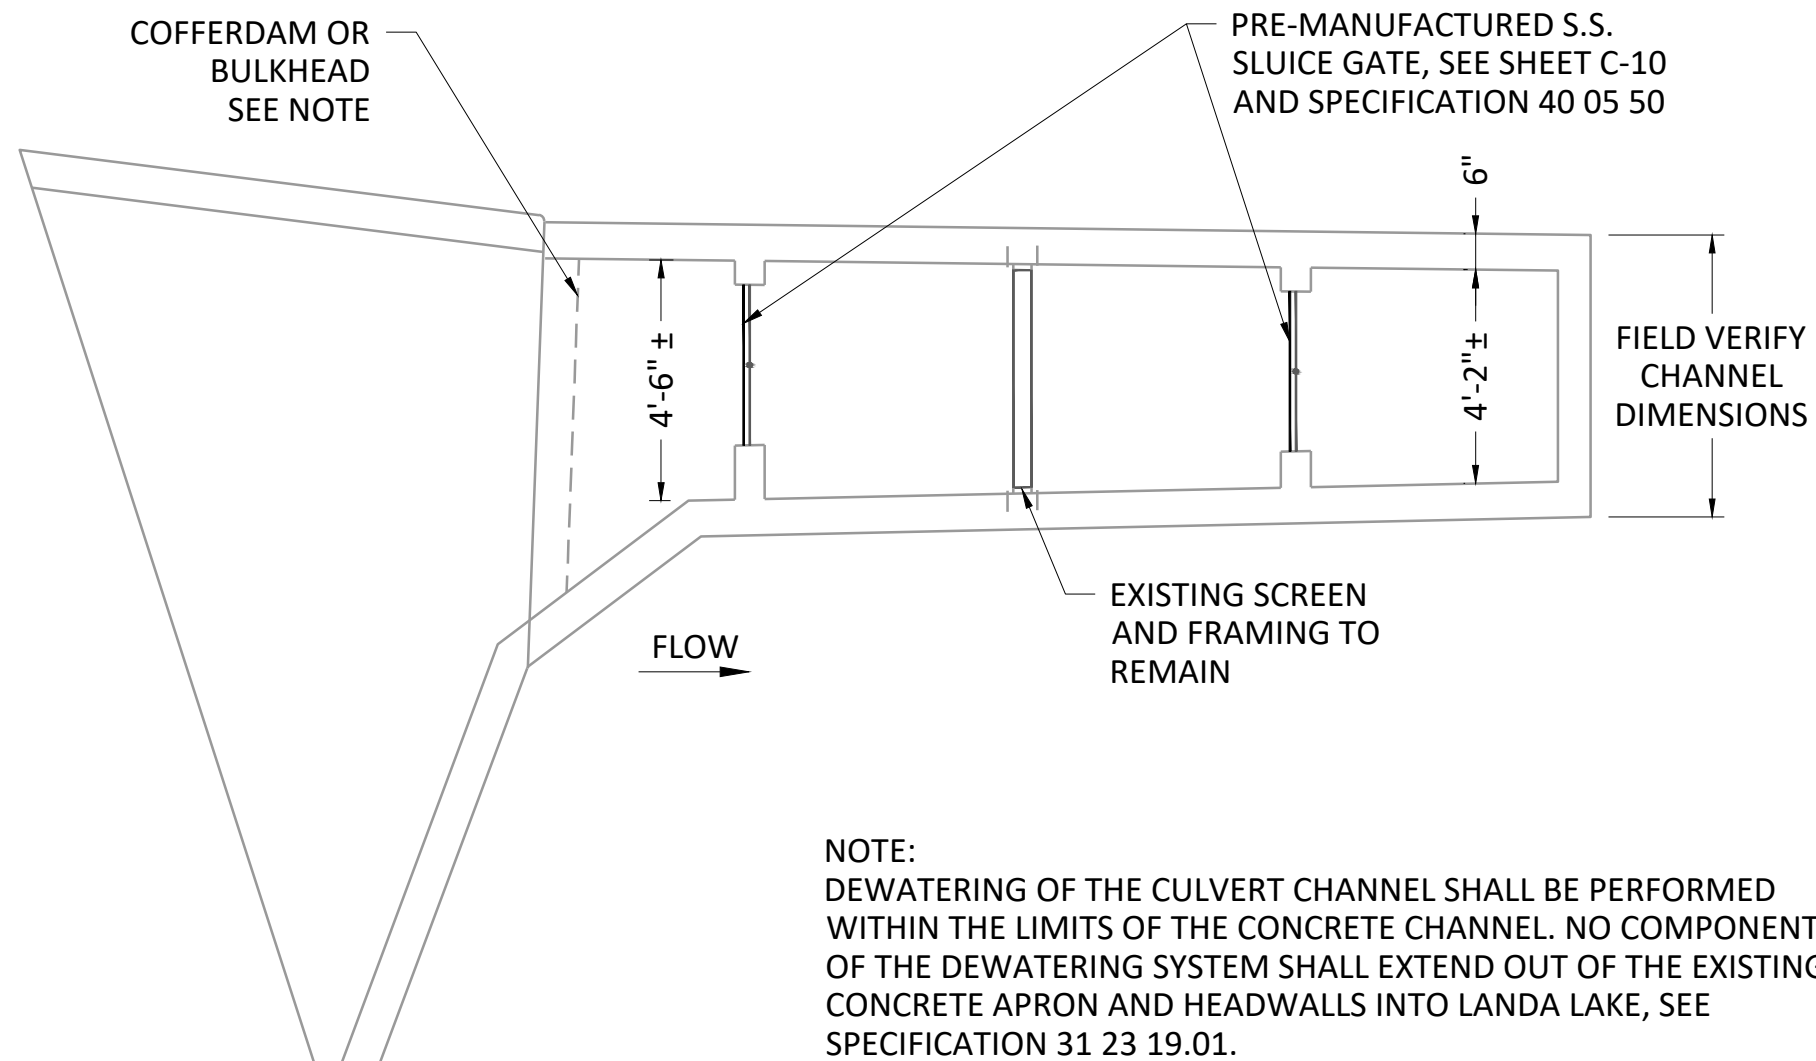 COFFERDAM OR
BULKHEAD
SEE NOTE
PRE-MANUFACTURED S.S.
SLUICE GATE, SEE SHEET C-10
AND SPECIFICATION 40 05 50
6"
4'-6" ±
4'-2"±
FIELD VERIFY
CHANNEL
DIMENSIONS
EXISTING SCREEN
AND FRAMING TO
REMAIN
FLOW
NOTE:
DEWATERING OF THE CULVERT CHANNEL SHALL BE PERFORMED
WITHIN THE LIMITS OF THE CONCRETE CHANNEL. NO COMPONENT
OF THE DEWATERING SYSTEM SHALL EXTEND OUT OF THE EXISTING
CONCRETE APRON AND HEADWALLS INTO LANDA LAKE, SEE
SPECIFICATION 31 23 19.01.